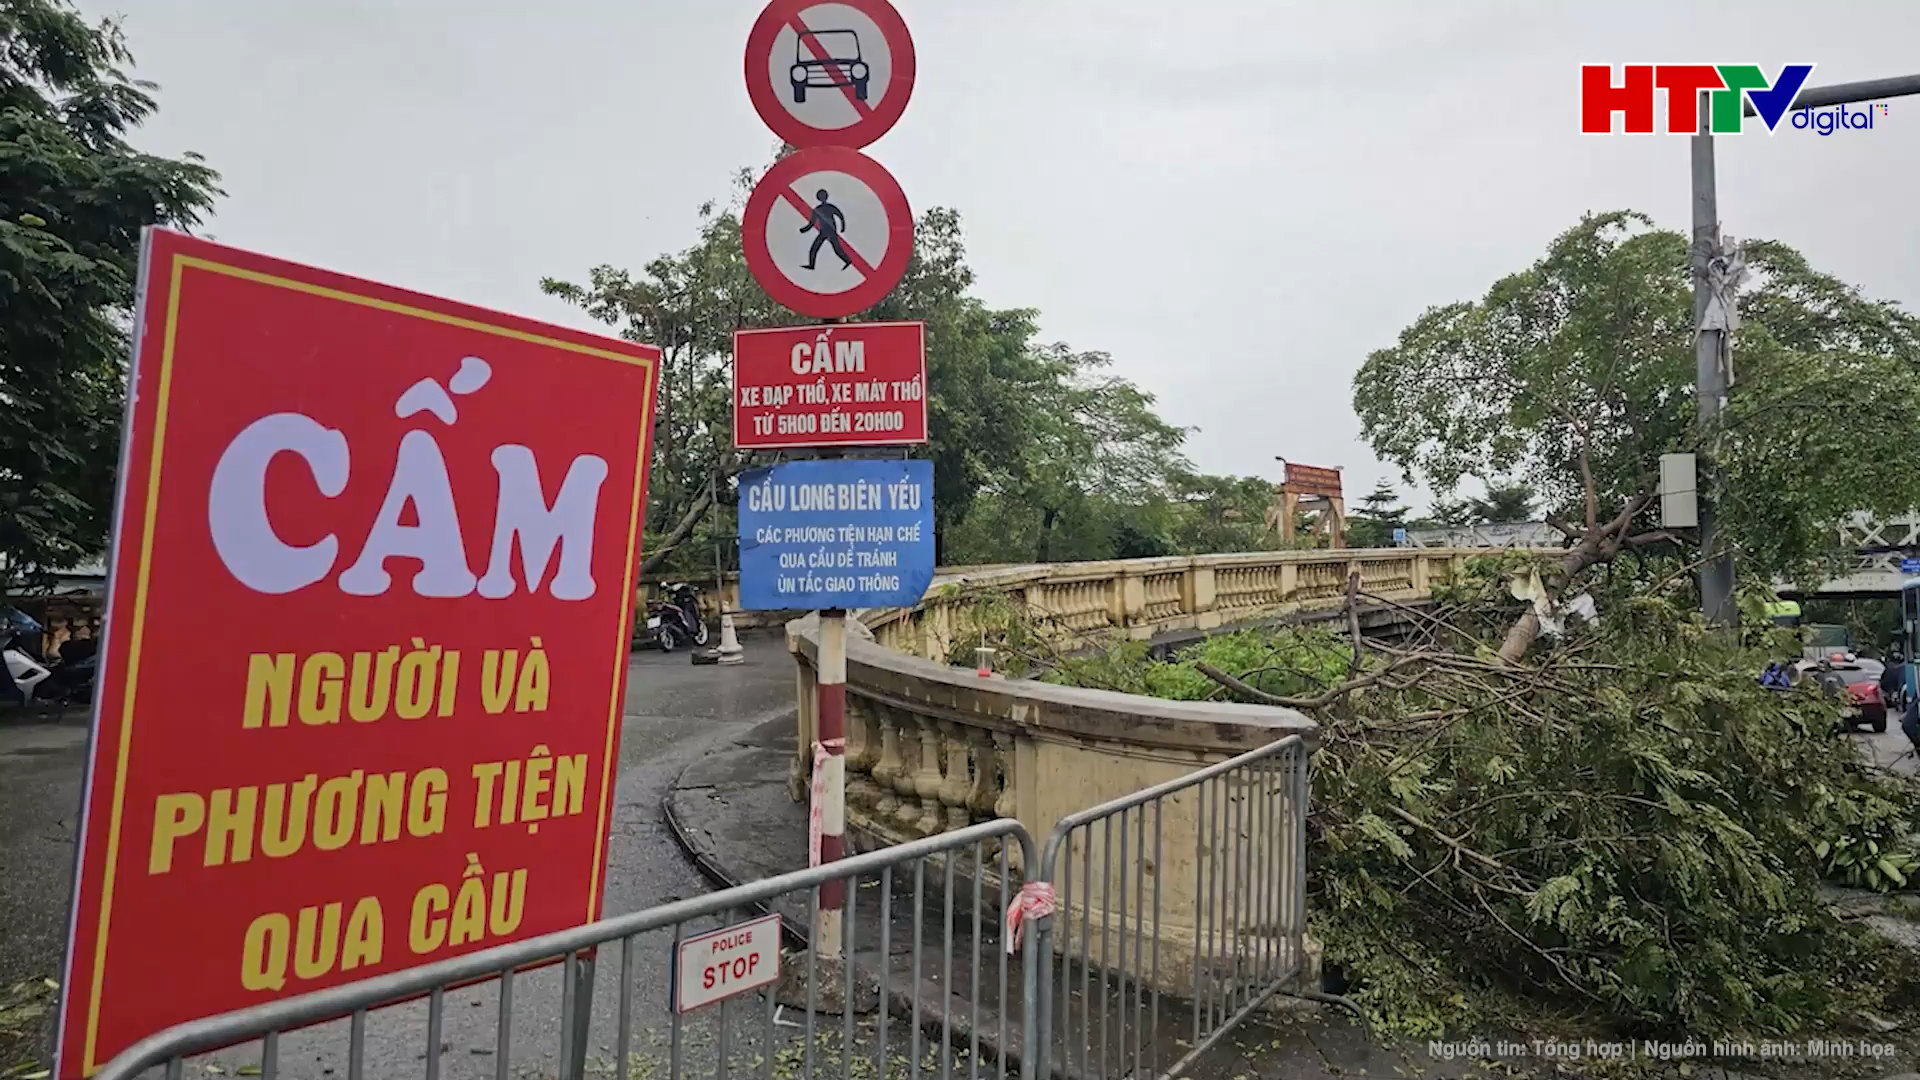 HTTV
digital
CẤM
XE ĐẠP THỒ, XE MÁY THỒ
TỪ 5H00 ĐẾN 20H00
CẦU LONG BIÊN YẾU
CÁC PHƯƠNG TIỆN HẠN CHẾ
QUA CẦU ĐỂ TRÁNH
ÙN TẮC GIAO THÔNG
CẤM
NGƯỜI VÀ
PHƯƠNG TIỆN
QUA CẦU
POLICE
STOP
Nguồn tin: Tổng hợp | Nguồn hình ảnh: Minh họa